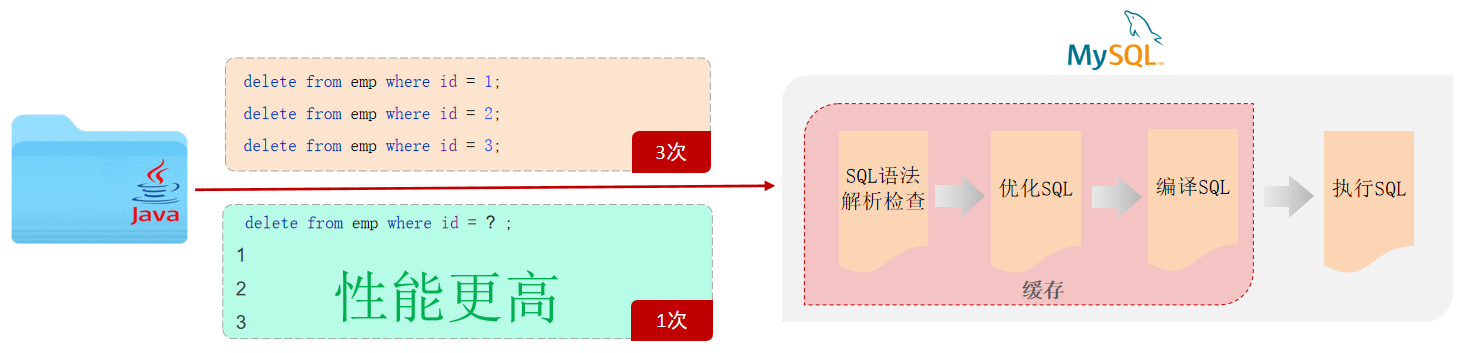 Java
delete from emp where id = 1;
delete from emp where id = 2;
delete from emp where id = 3;
3次
delete from emp where id = ? ;
1
2
3
性能更高
1次
MySQL™
SQL语法
解析检查
优化SQL
编译SQL
缓存
执行SQL